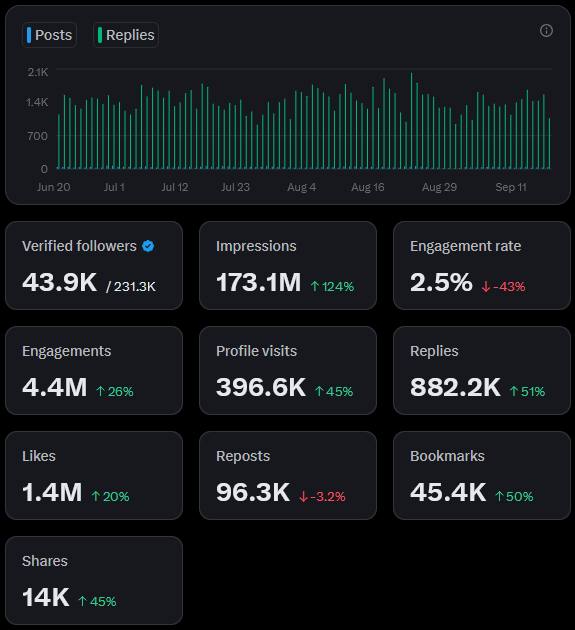 Posts Replies
2.1K
1.4K
700
0
Jun 20 Jul 1 Jul 12 Jul 23 Aug 4 Aug 16 Aug 29 Sep 11
Verified followers Impressions Engagement rate
43.9K / 231.3K 173.1M ↑124% 2.5% ↓-43%
Engagements Profile visits Replies
4.4M ↑26% 396.6K ↑45% 882.2K ↑51%
Likes Reposts Bookmarks
1.4M ↑20% 96.3K ↓-3.2% 45.4K ↑50%
Shares
14K ↑45%